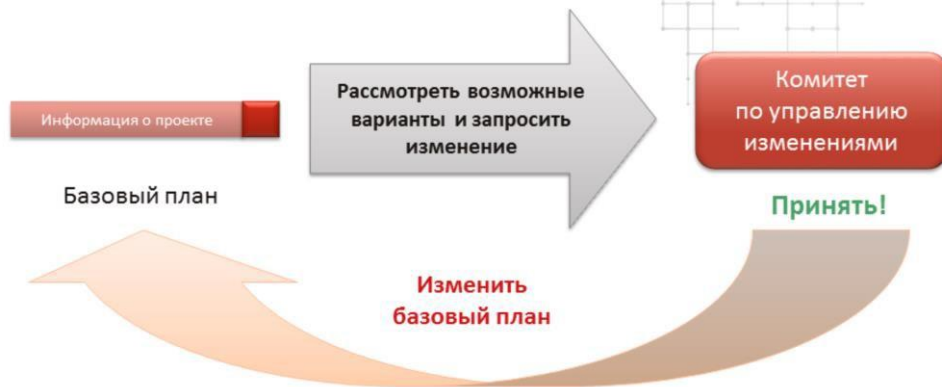 Информация о проекте
Базовый план
Рассмотреть возможные
варианты и запросить
изменение
Комитет
по управлению
изменениями
Принять!
Изменить
базовый план